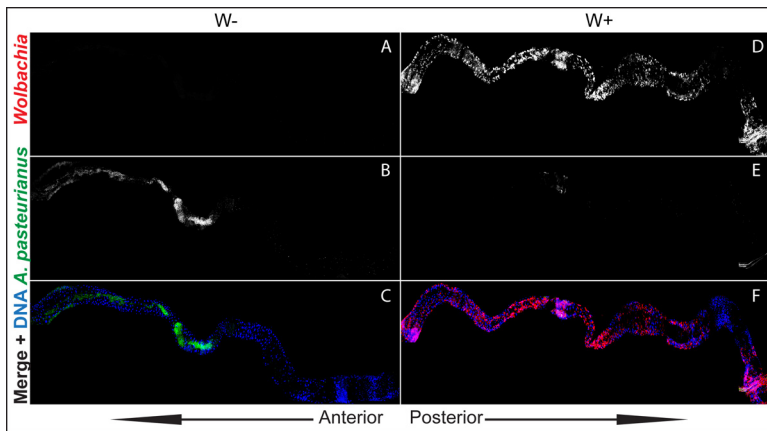 W-
W+
Wolbachia
A. pasteurianus
Merge + DNA
A
B
C
D
E
F
Anterior
Posterior